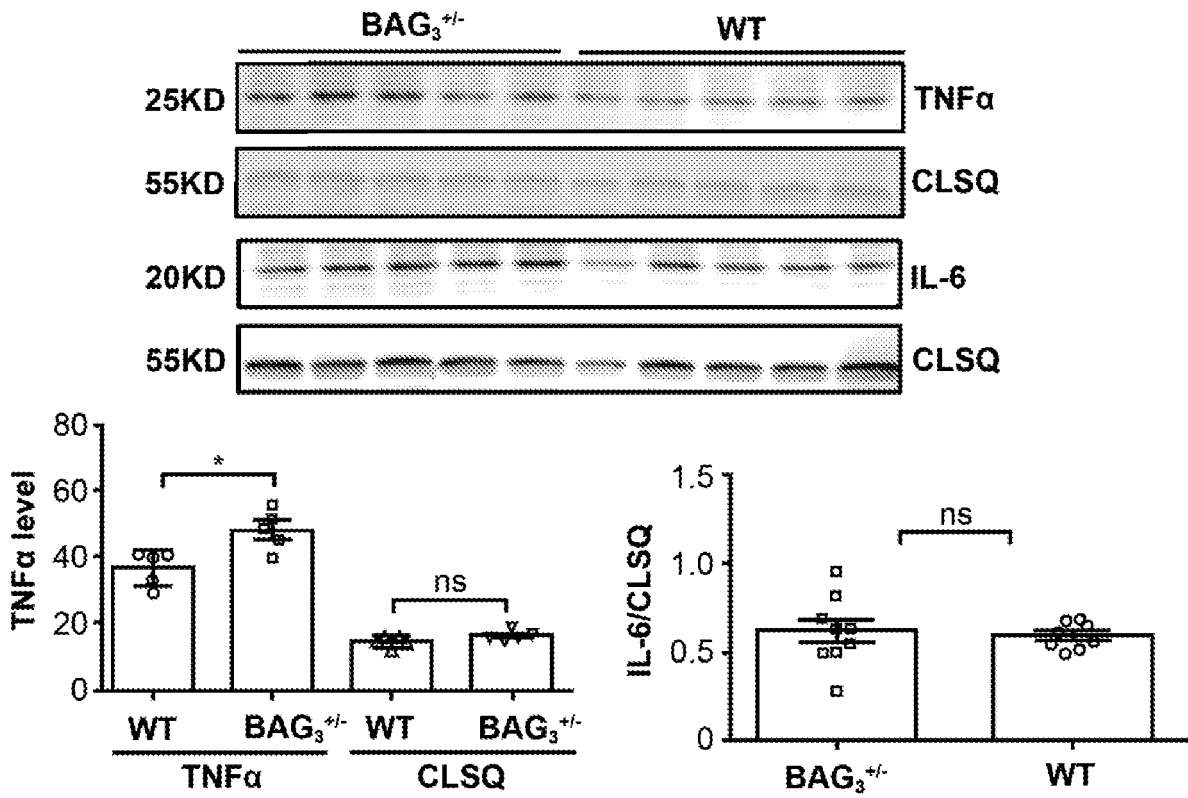 BAG₃⁺/⁻ WT
25KD TNFα
55KD CLSQ
20KD IL-6
55KD CLSQ
TNFα level
80
60
40
20
0
*
ns
WT BAG₃⁺/⁻ WT BAG₃⁺/⁻
TNFα CLSQ
IL-6/CLSQ
1.5
1.0
0.5
0
ns
BAG₃⁺/⁻ WT